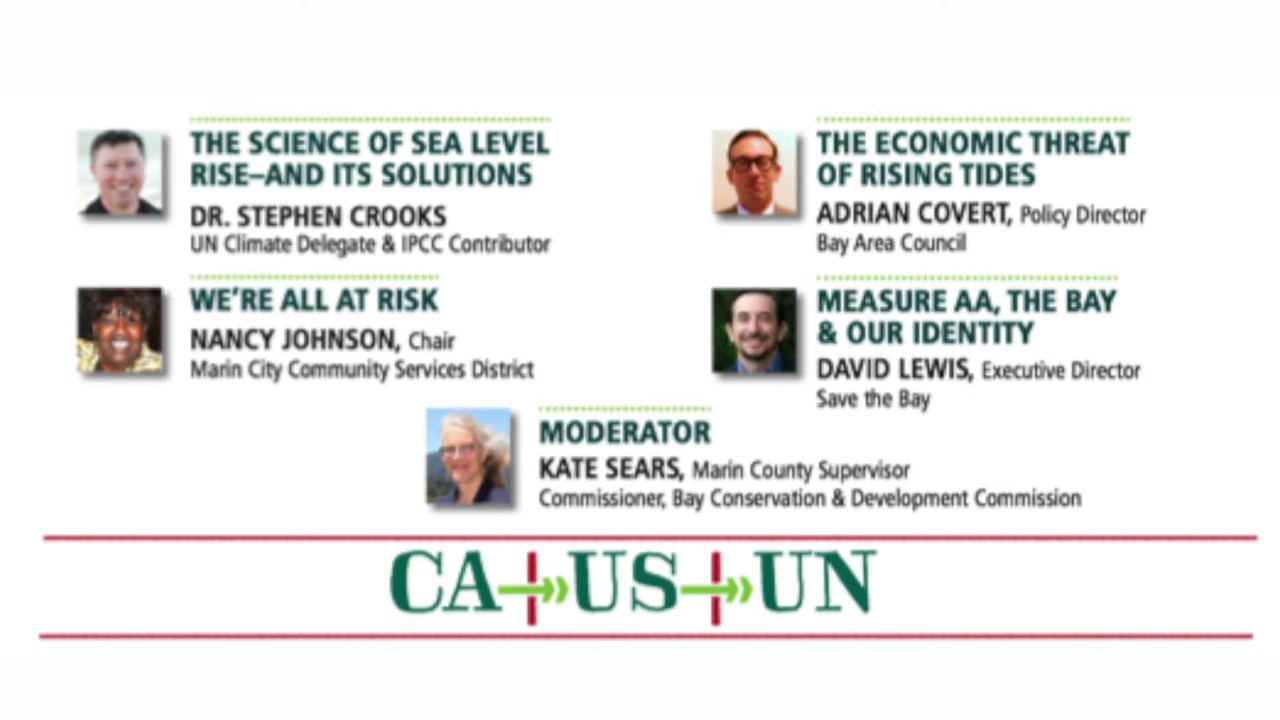 THE SCIENCE OF SEA LEVEL
RISE–AND ITS SOLUTIONS
DR. STEPHEN CROOKS
UN Climate Delegate & IPCC Contributor
WE'RE ALL AT RISK
NANCY JOHNSON, Chair
Marin City Community Services District
THE ECONOMIC THREAT
OF RISING TIDES
ADRIAN COVERT, Policy Director
Bay Area Council
MEASURE AA, THE BAY
& OUR IDENTITY
DAVID LEWIS, Executive Director
Save the Bay
MODERATOR
KATE SEARS, Marin County Supervisor
Commissioner, Bay Conservation & Development Commission
CA US UN